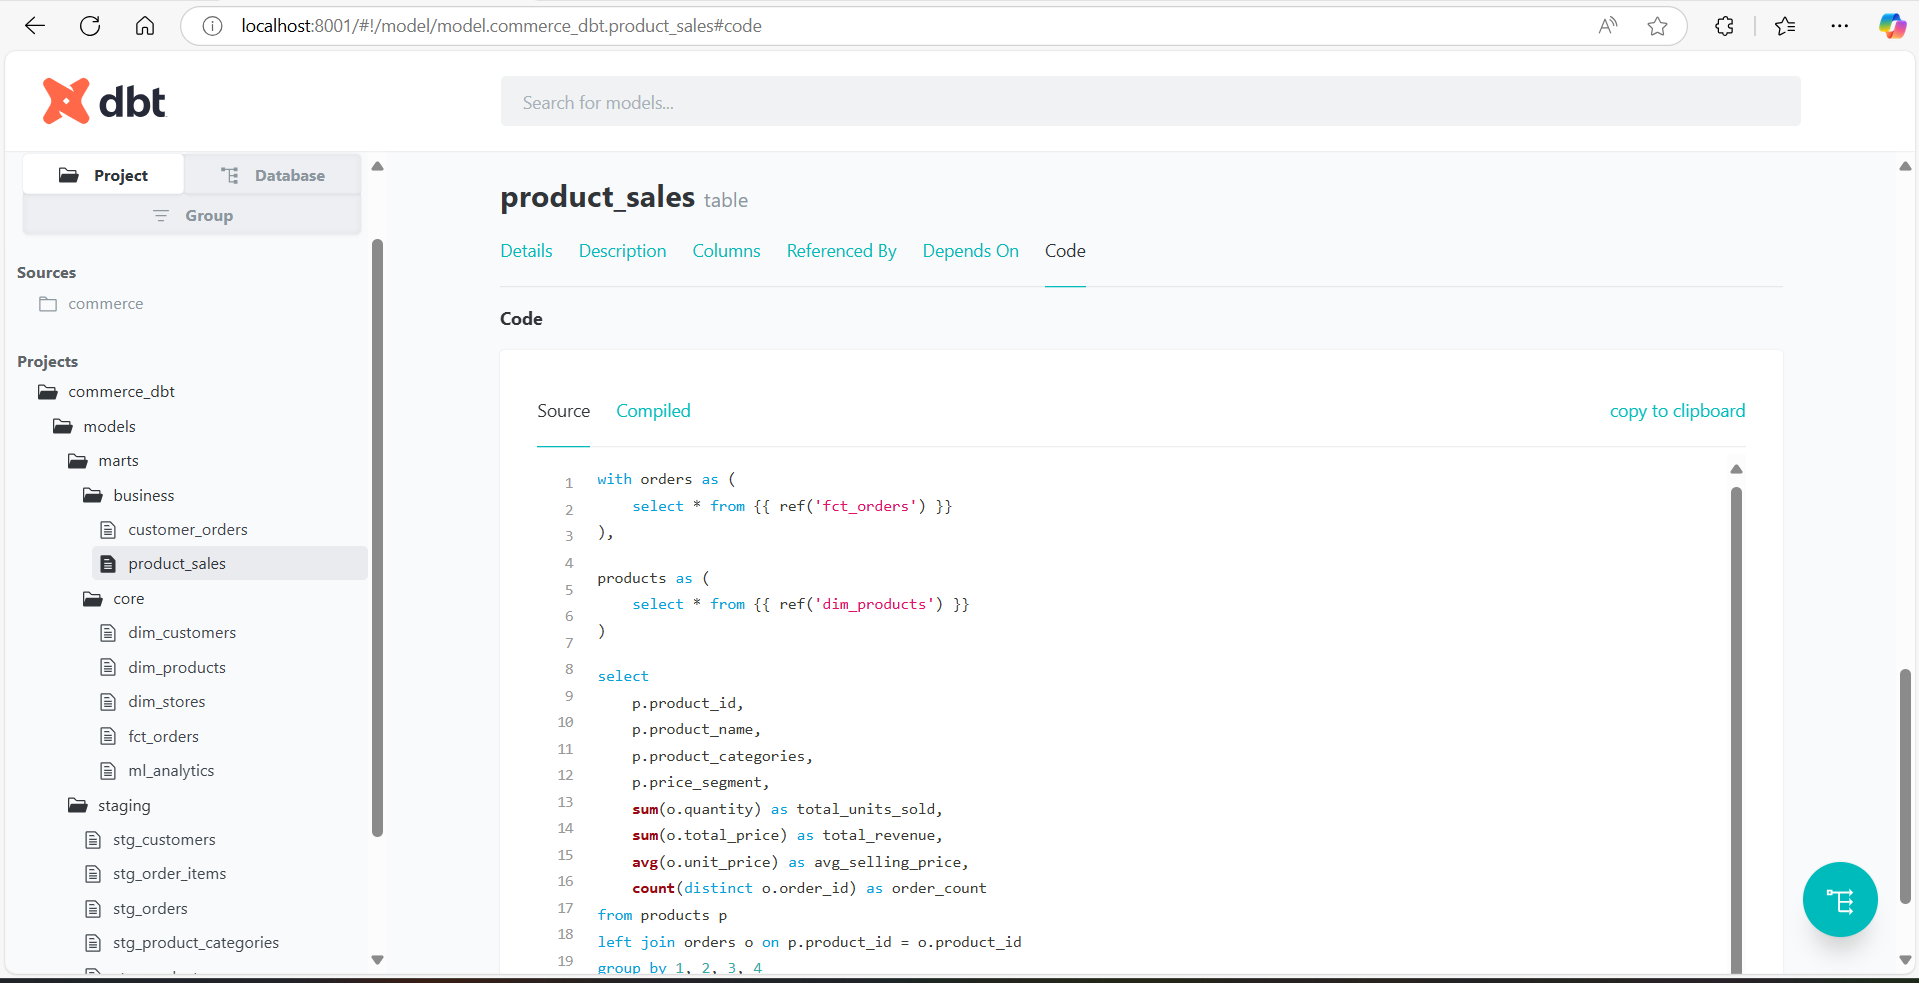 localhost:8001/#!/model/model.commerce_dbt.product_sales#code
dbt
Search for models...
Project
Database
Group
Sources
commerce
Projects
commerce_dbt
models
marts
business
customer_orders
product_sales
core
dim_customers
dim_products
dim_stores
fct_orders
ml_analytics
staging
stg_customers
stg_order_items
stg_orders
stg_product_categories
product_sales table
Details Description Columns Referenced By Depends On Code
Code
Source Compiled copy to clipboard
1 with orders as (
2     select * from {{ ref('fct_orders') }}
3 ),
4
5 products as (
6     select * from {{ ref('dim_products') }}
7 )
8
9 select
10     p.product_id,
11     p.product_name,
12     p.product_categories,
13     p.price_segment,
14     sum(o.quantity) as total_units_sold,
15     sum(o.total_price) as total_revenue,
16     avg(o.unit_price) as avg_selling_price,
17     count(distinct o.order_id) as order_count
18 from products p
19 left join orders o on p.product_id = o.product_id
group by 1, 2, 3, 4